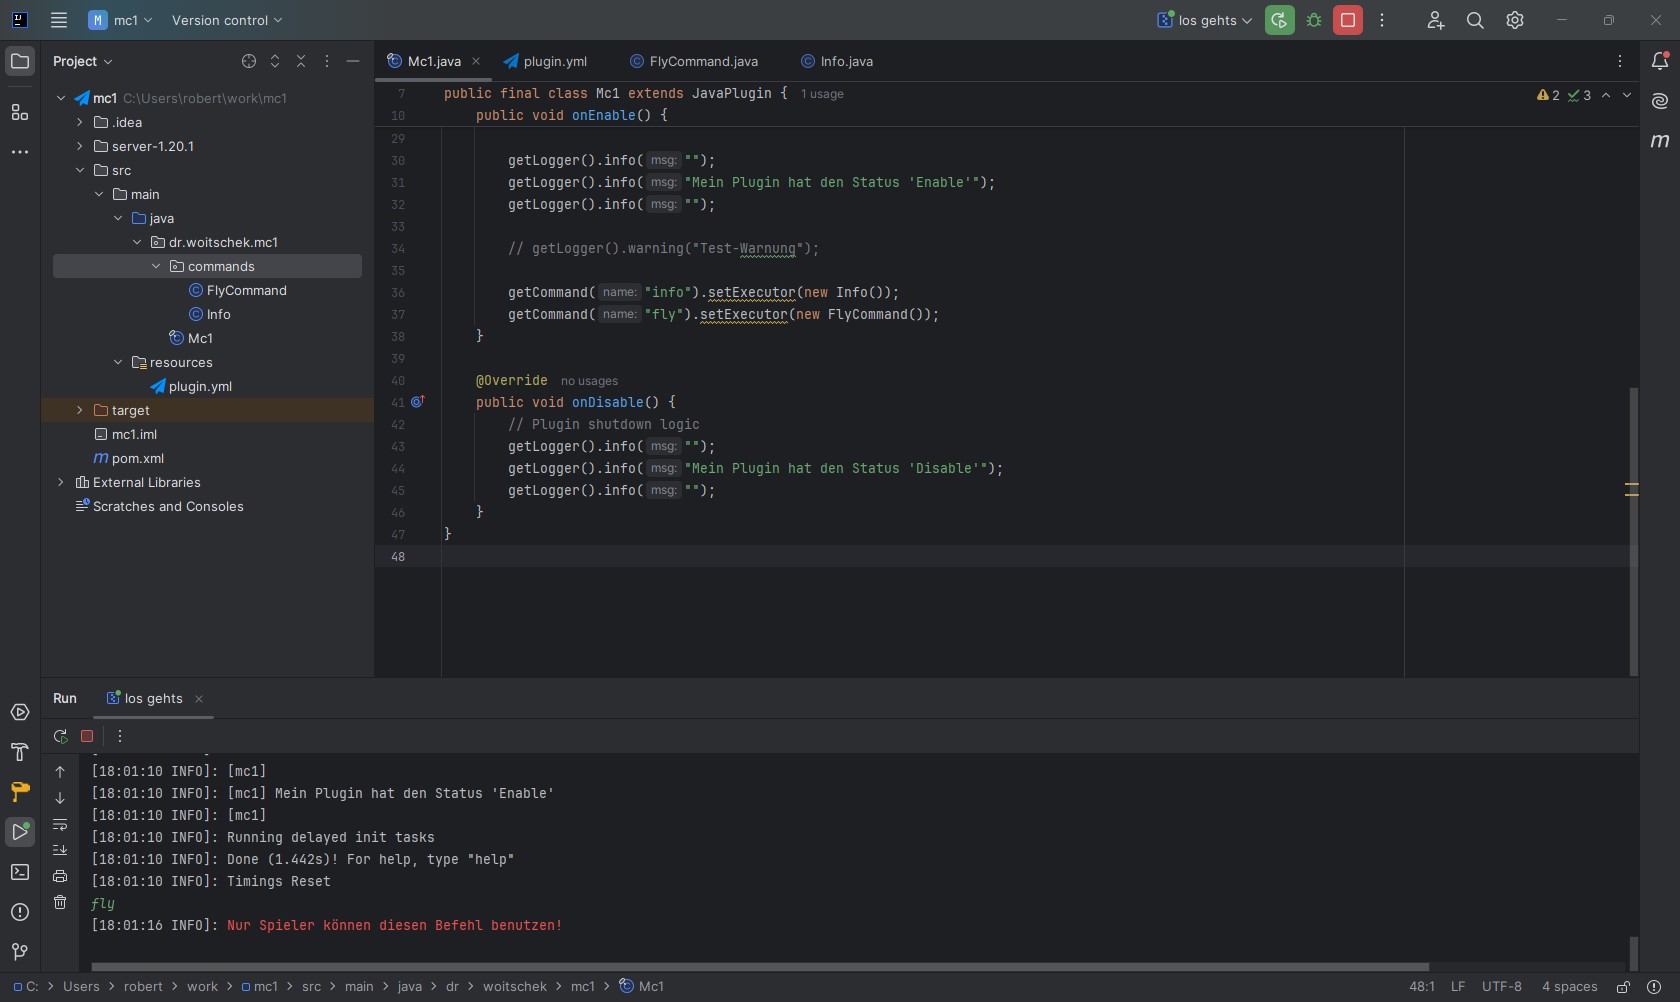 M mc1 Version control los gehts
Project
Mc1.java plugin.yml FlyCommand.java Info.java
mc1 C:\Users\robert\work\mc1
.idea
server-1.20.1
src
main
java
dr.woitschek.mc1
commands
FlyCommand
Info
Mc1
resources
plugin.yml
target
mc1.iml
m pom.xml
External Libraries
Scratches and Consoles
2 3
7 public final class Mc1 extends JavaPlugin { 1 usage
10 public void onEnable() {
29
30 getLogger().info( msg: "");
31 getLogger().info( msg: "Mein Plugin hat den Status 'Enable'");
32 getLogger().info( msg: "");
33
34 // getLogger().warning("Test-Warnung");
35
36 getCommand( name: "info").setExecutor(new Info());
37 getCommand( name: "fly").setExecutor(new FlyCommand());
38 }
39
40 @Override no usages
41 public void onDisable() {
42 // Plugin shutdown logic
43 getLogger().info( msg: "");
44 getLogger().info( msg: "Mein Plugin hat den Status 'Disable'");
45 getLogger().info( msg: "");
46 }
47 }
48
m
Run los gehts
[18:01:10 INFO]: [mc1]
[18:01:10 INFO]: [mc1] Mein Plugin hat den Status 'Enable'
[18:01:10 INFO]: [mc1]
[18:01:10 INFO]: Running delayed init tasks
[18:01:10 INFO]: Done (1.442s)! For help, type "help"
[18:01:10 INFO]: Timings Reset
fly
[18:01:16 INFO]: Nur Spieler können diesen Befehl benutzen!
C: > Users > robert > work > mc1 > src > main > java > dr > woitschek > mc1 > Mc1 48:1 LF UTF-8 4 spaces